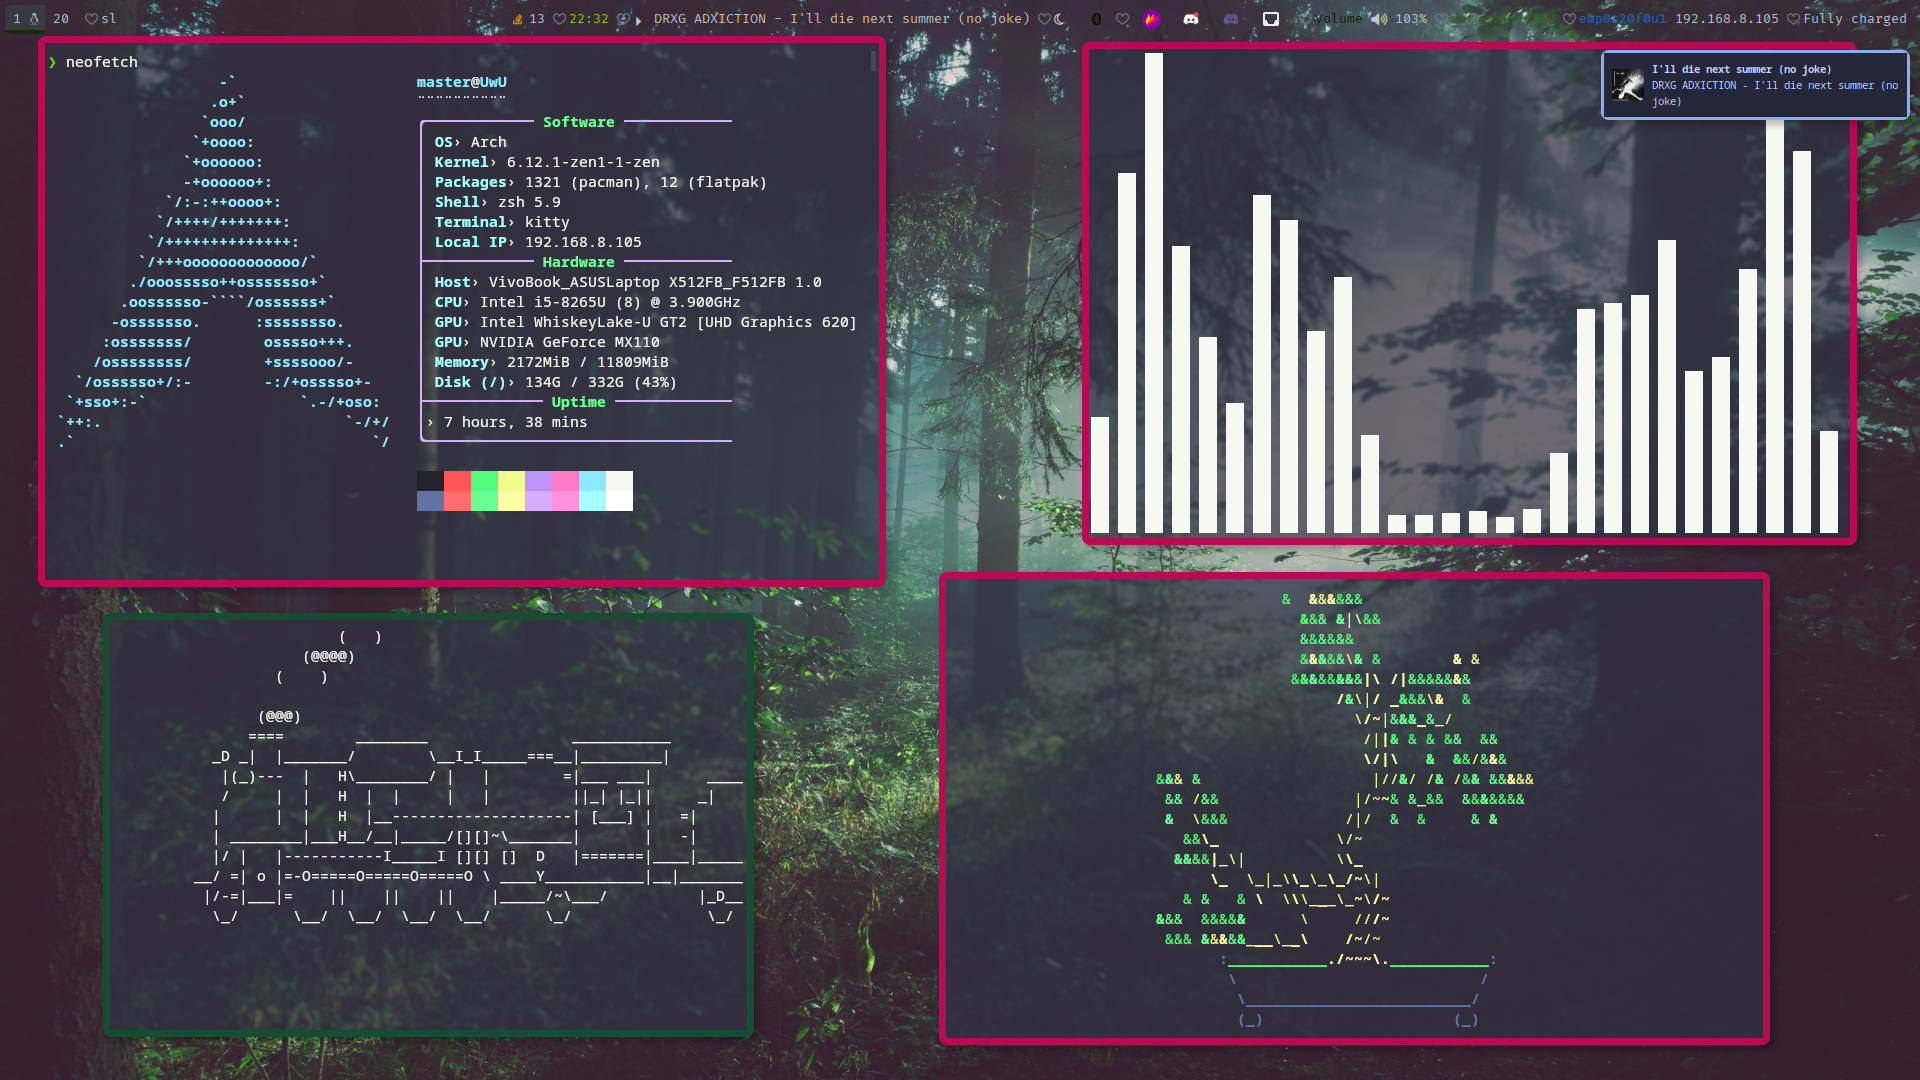 1 20 sl 13 22:32 DRXG ADXICTION - I'll die next summer (no joke) Volume 103% enp0s20f0u1 192.168.8.105 Fully charged
❯ neofetch
master@UwU
Software
OS› Arch
Kernel› 6.12.1-zen1-1-zen
Packages› 1321 (pacman), 12 (flatpak)
Shell› zsh 5.9
Terminal› kitty
Local IP› 192.168.8.105
Hardware
Host› VivoBook_ASUSLaptop X512FB_F512FB 1.0
CPU› Intel i5-8265U (8) @ 3.900GHz
GPU› Intel WhiskeyLake-U GT2 [UHD Graphics 620]
GPU› NVIDIA GeForce MX110
Memory› 2172MiB / 11809MiB
Disk (/)› 134G / 332G (43%)
Uptime
› 7 hours, 38 mins
I'll die next summer (no joke)
DRXG ADXICTION - I'll die next summer (no
joke)